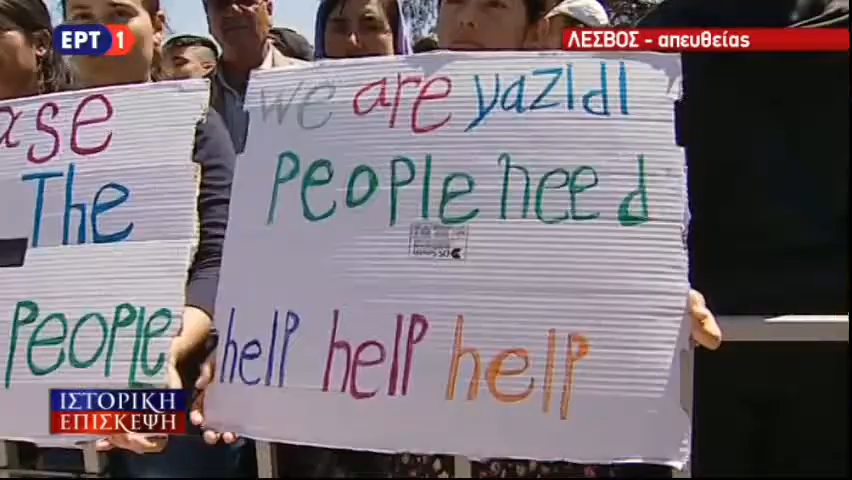 ΕΡΤ 1
ΛΕΣΒΟΣ - απευθείας
ase
The
PEOPLE
we are yazidi
PEOPLE need
help help help
ΙΣΤΟΡΙΚΗ
ΕΠΙΣΚΕΨΗ